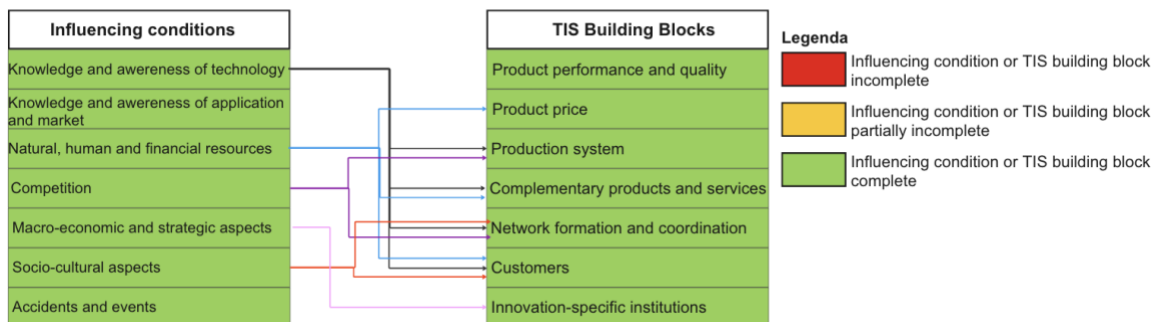 Influencing conditions
Knowledge and awereness of technology
Knowledge and awereness of application
and market
Natural, human and financial resources
Competition
Macro-economic and strategic aspects
Socio-cultural aspects
Accidents and events
TIS Building Blocks
Product performance and quality
Product price
Production system
Complementary products and services
Network formation and coordination
Customers
Innovation-specific institutions
Legenda
Influencing condition or TIS building block
incomplete
Influencing condition or TIS building block
partially incomplete
Influencing condition or TIS building block
complete